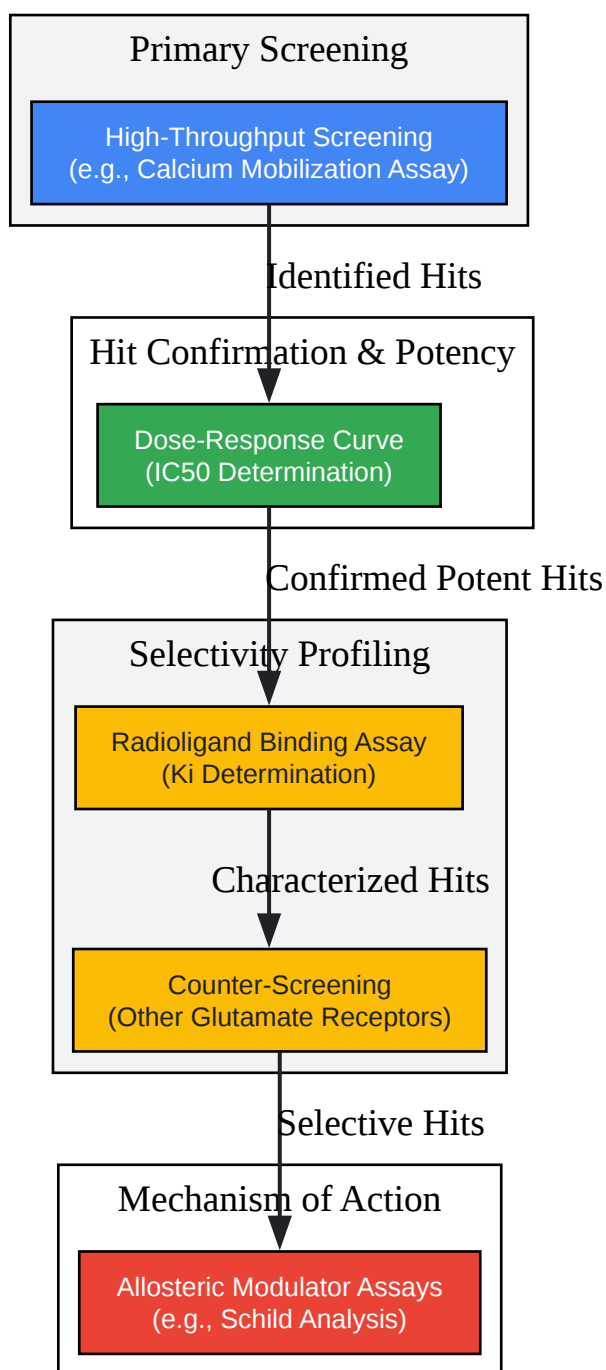 Primary Screening
High-Throughput Screening
(e.g., Calcium Mobilization Assay)
Identified Hits
Hit Confirmation & Potency
Dose-Response Curve
(IC50 Determination)
Confirmed Potent Hits
Selectivity Profiling
Radioligand Binding Assay
(Ki Determination)
Characterized Hits
Counter-Screening
(Other Glutamate Receptors)
Selective Hits
Mechanism of Action
Allosteric Modulator Assays
(e.g., Schild Analysis)